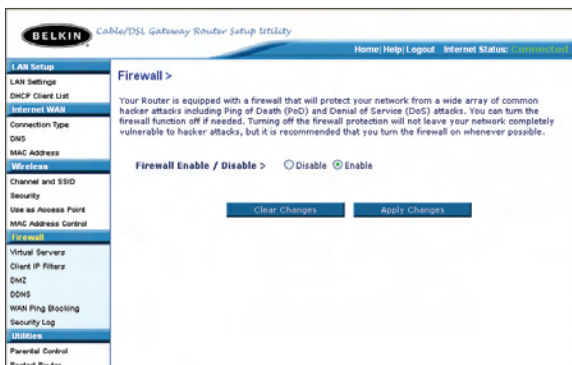 BELKIN
Cable/DSL Gateway Router Setup Utility
Home| Help| Logout Internet Status: Connected
LAN Setup
LAN Settings
DHCP Client List
Internet WAN
Connection Type
DNS
MAC Address
Wireless
Channel and SSID
Security
Use as Access Point
MAC Address Control
Firewall
Virtual Servers
Client IP Filters
DMZ
DDNS
WAN Ping Blocking
Security Log
Utilities
Parental Control
Restart Router
Firewall >
Your Router is equipped with a firewall that will protect your network from a wide array of common
hacker attacks including Ping of Death (PoD) and Denial of Service (DoS) attacks. You can turn the
firewall function off if needed. Turning off the firewall protection will not leave your network completely
vulnerable to hacker attacks, but it is recommended that you turn the firewall on whenever possible.
Firewall Enable / Disable > Disable Enable
Clear Changes Apply Changes